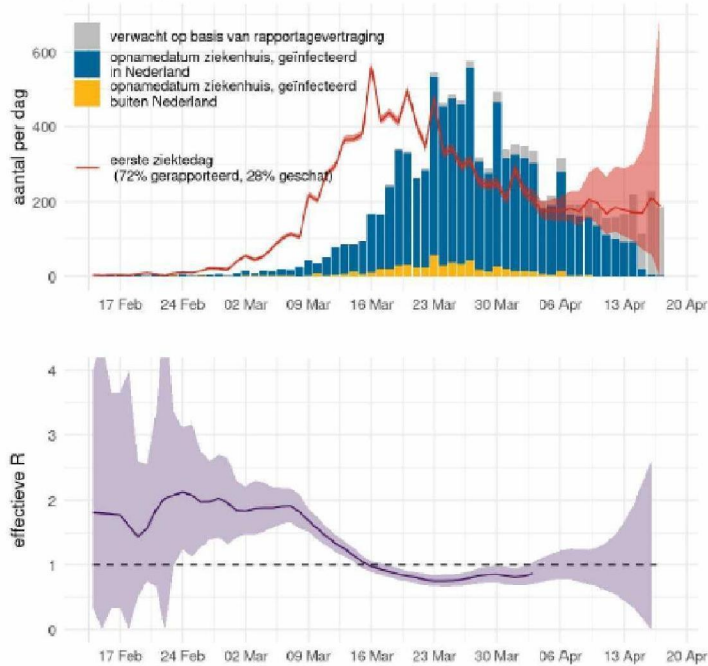 verwacht op basis van rapportagevertraging
opnamedatum ziekenhuis, geïnfecteerd
in Nederland
opnamedatum ziekenhuis, geïnfecteerd
buiten Nederland
eerste ziektedag
(72% gerapporteerd, 28% geschat)
aantal per dag
600
400
200
0
17 Feb 24 Feb 02 Mar 09 Mar 16 Mar 23 Mar 30 Mar 06 Apr 13 Apr 20 Apr
effectieve R
4
3
2
1
0
17 Feb 24 Feb 02 Mar 09 Mar 16 Mar 23 Mar 30 Mar 06 Apr 13 Apr 20 Apr